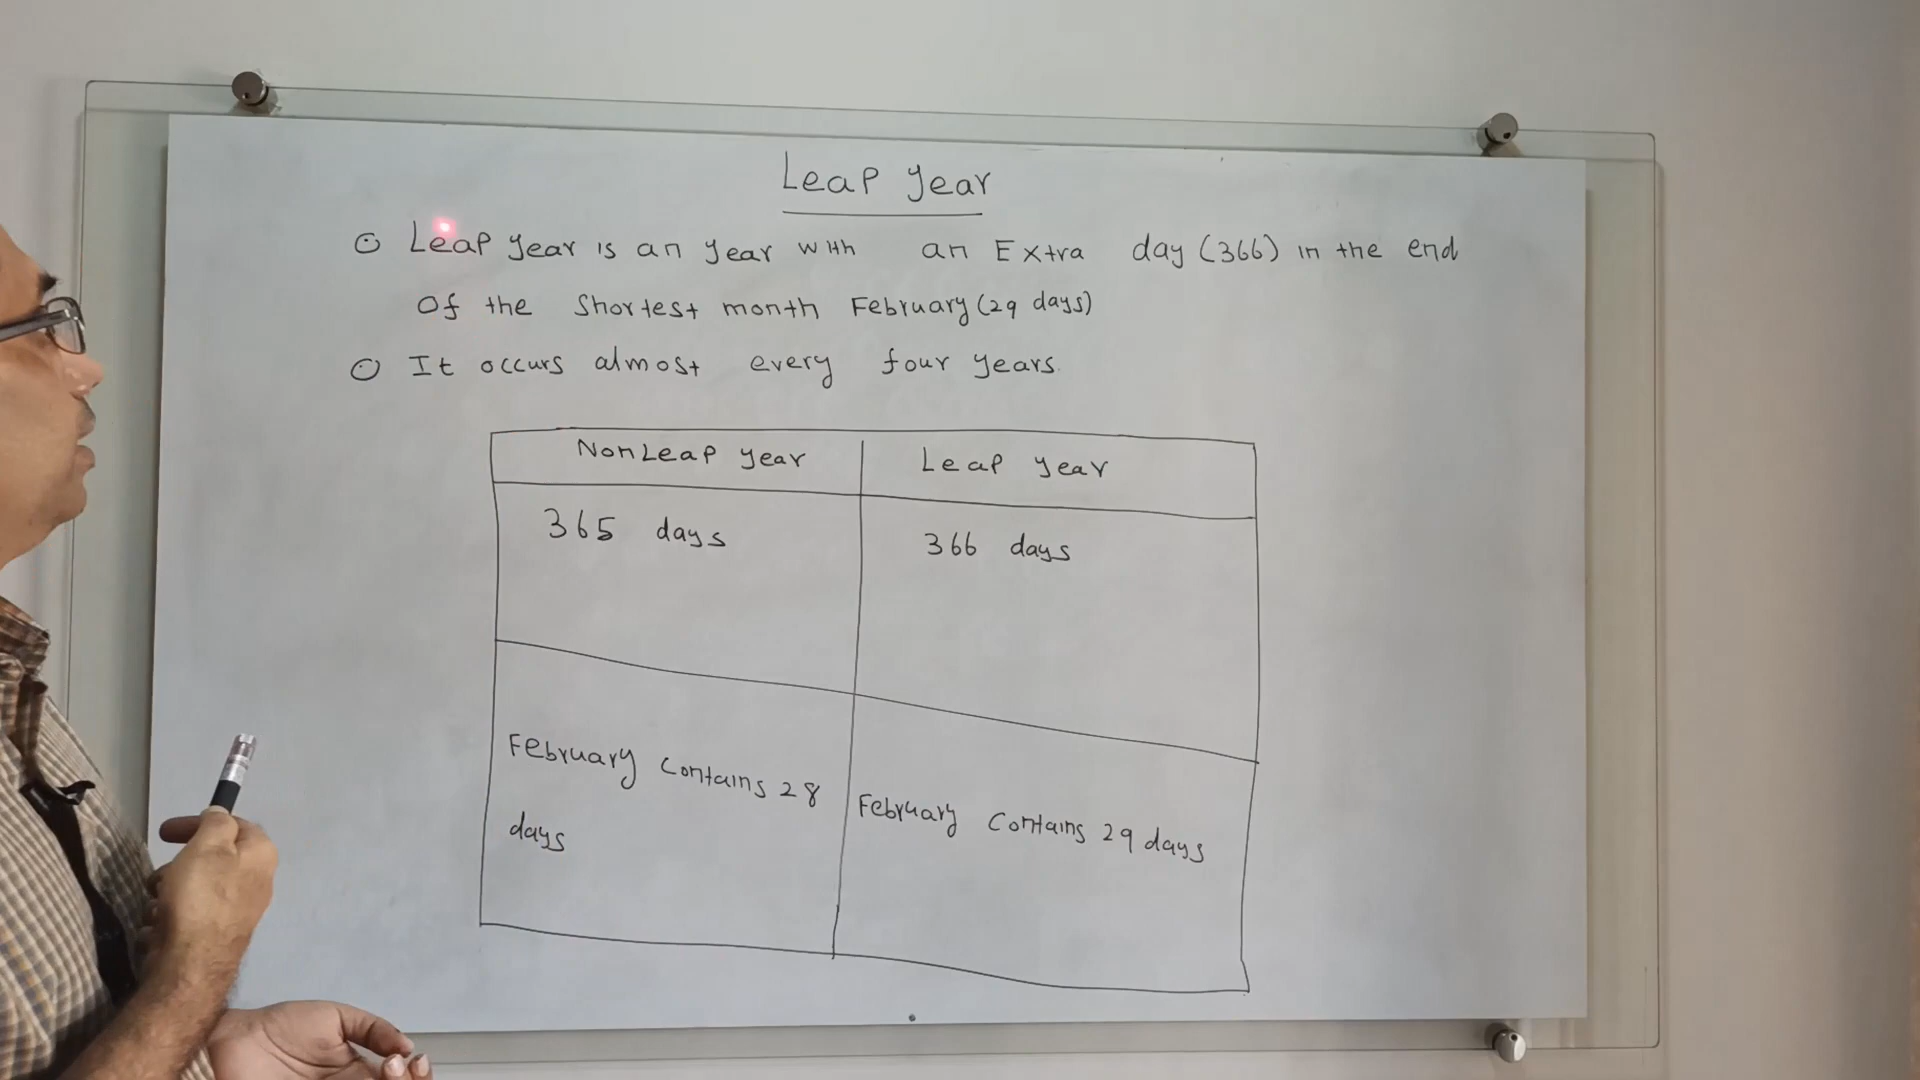 Leap year
Leap year is an year with an Extra day (366) in the end
Of the Shortest month February (29 days)
It occurs almost every four years.
NonLeap year
Leap year
365 days
366 days
February Contains 28
days
February Contains 29 days